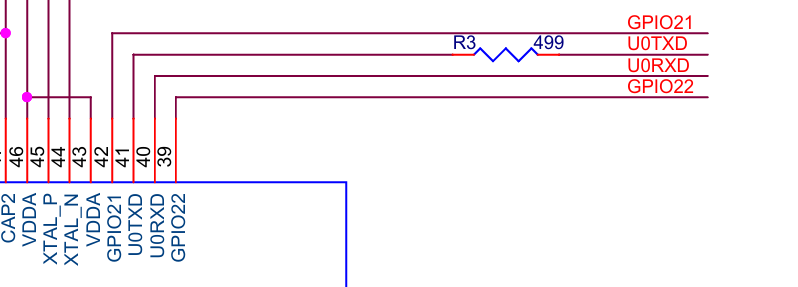 GPIO21
R3 499 U0TXD
U0RXD
GPIO22
46
45
44
43
42
41
40
39
CAP2
VDDA
XTAL_P
XTAL_N
VDDA
GPIO21
U0TXD
U0RXD
GPIO22